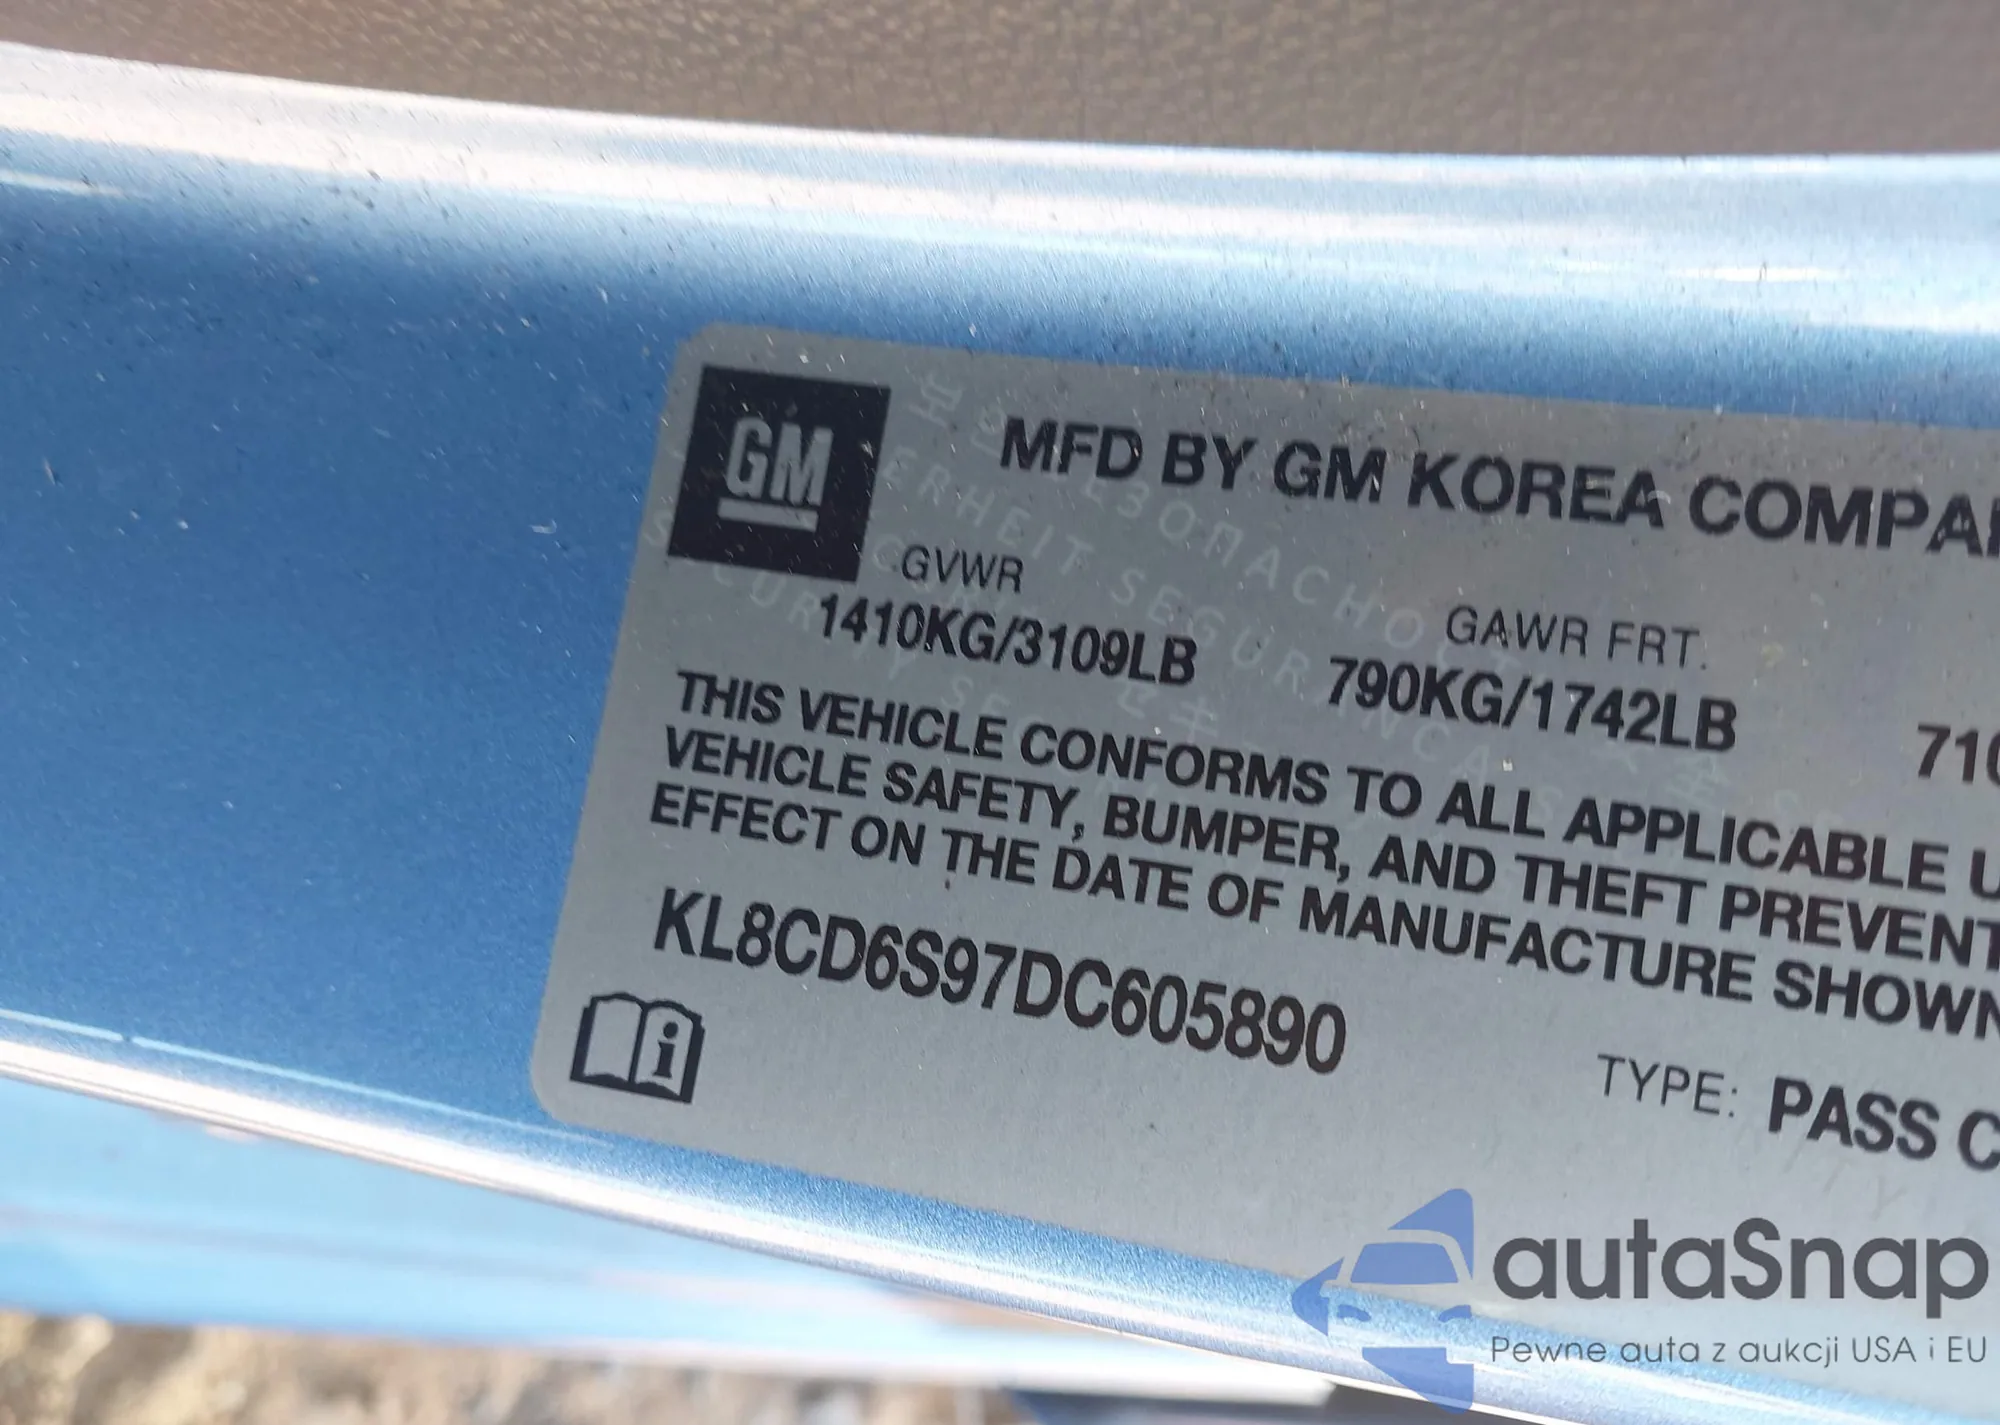 GM
MFD BY GM KOREA COMPA
GVWR
GAWR FRT.
1410KG/3109LB
790KG/1742LB
710
THIS VEHICLE CONFORMS TO ALL APPLICABLE U
VEHICLE SAFETY, BUMPER, AND THEFT PREVENT
EFFECT ON THE DATE OF MANUFACTURE SHOWN
KL8CD6S97DC605890
TYPE: PASS C
autaSnap
Pewne auta z aukcji USA i EU